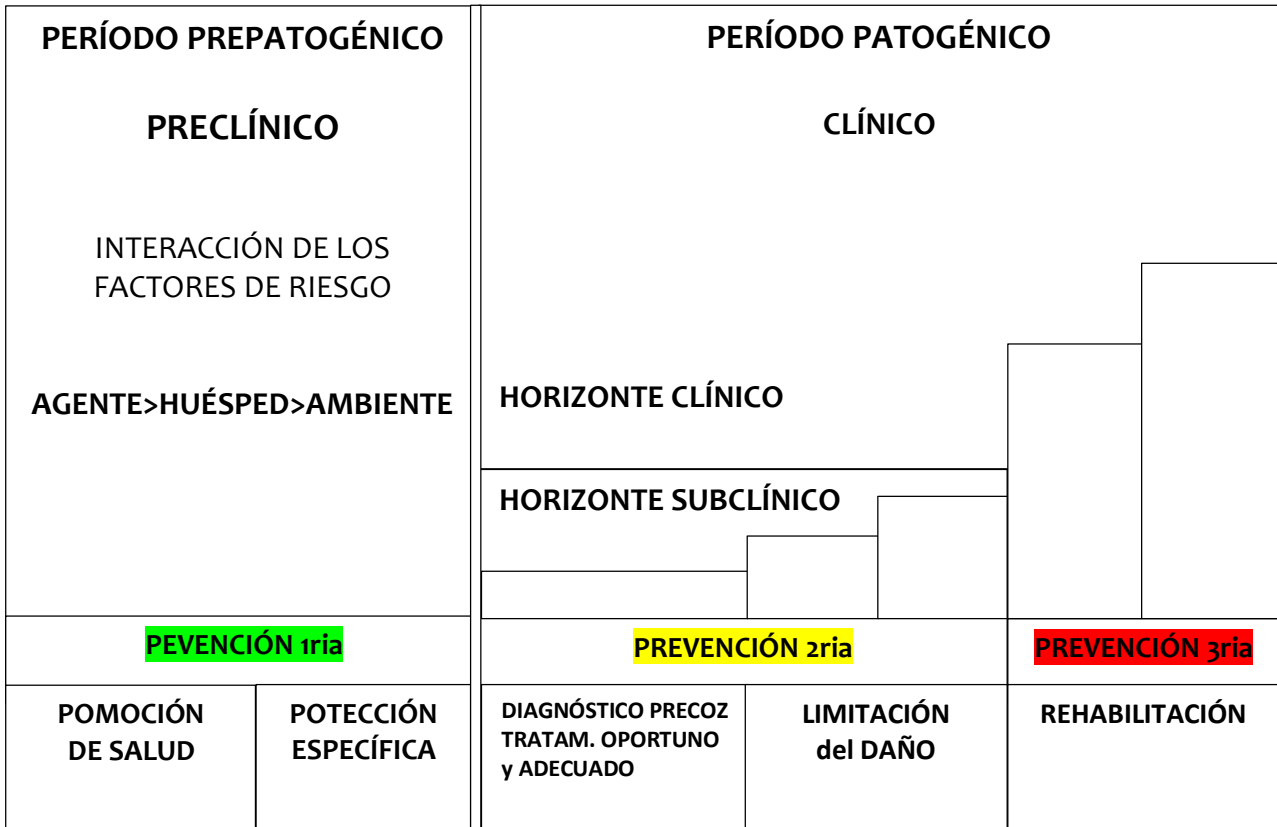 PERÍODO PREPATOGÉNICO
PRECLÍNICO
INTERACCIÓN DE LOS
FACTORES DE RIESGO
AGENTE>HUÉSPED>AMBIENTE
PERÍODO PATOGÉNICO
CLÍNICO
HORIZONTE CLÍNICO
HORIZONTE SUBCLÍNICO
PEVENCIÓN 1ria
PREVENCIÓN 2ria
PREVENCIÓN 3ria
POMOCIÓN
DE SALUD
POTECCIÓN
ESPECÍFICA
DIAGNÓSTICO PRECOZ
TRATAM. OPORTUNO
y ADECUADO
LIMITACIÓN
del DAÑO
REHABILITACIÓN